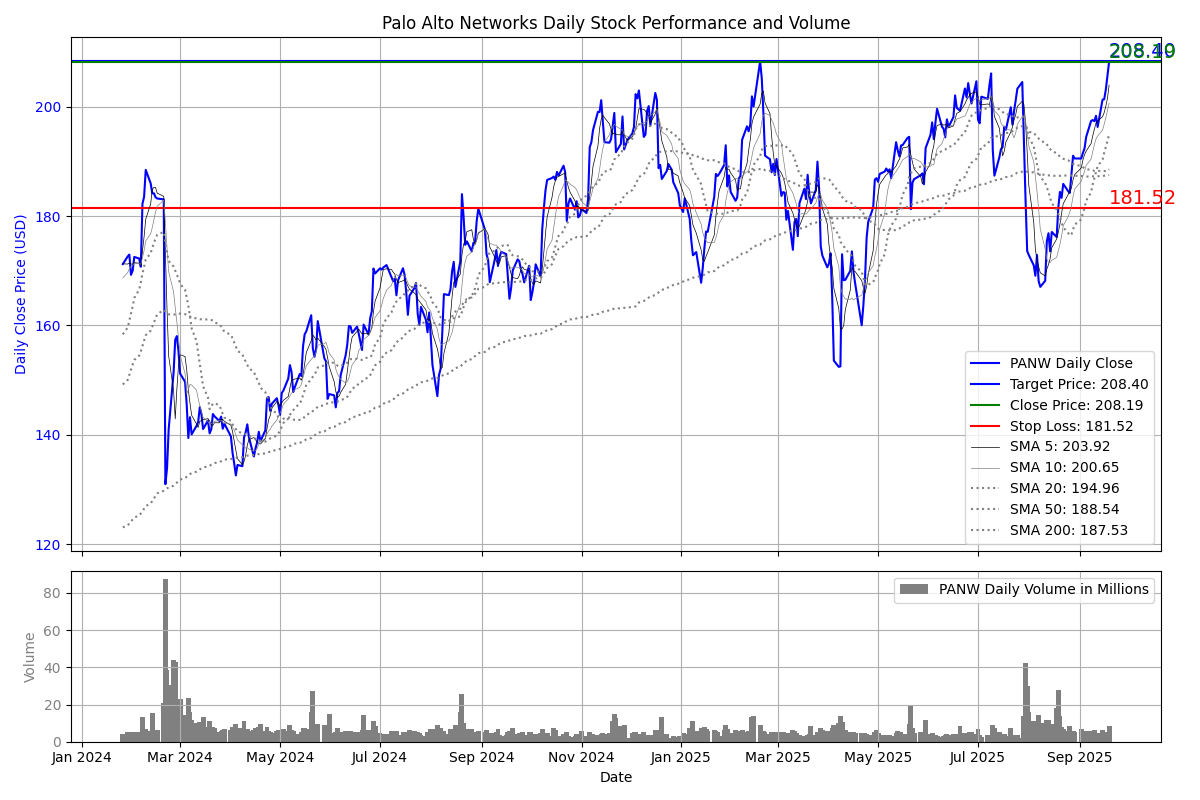 Palo Alto Networks Daily Stock Performance and Volume
208.40
208.19
200
181.52
180
160
140
120
Daily Close Price (USD)
PANW Daily Close
Target Price: 208.40
Close Price: 208.19
Stop Loss: 181.52
SMA 5: 203.92
SMA 10: 200.65
SMA 20: 194.96
SMA 50: 188.54
SMA 200: 187.53
PANW Daily Volume in Millions
80
60
40
20
0
Volume
Jan 2024 Mar 2024 May 2024 Jul 2024 Sep 2024 Nov 2024 Jan 2025 Mar 2025 May 2025 Jul 2025 Sep 2025
Date